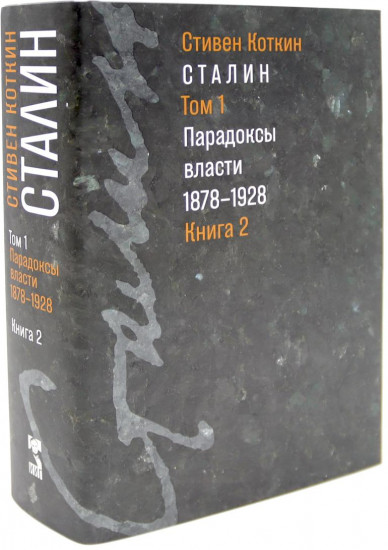 Стивен Коткин
СТАЛИН
Том 1
Парадоксы
власти
1878–1928
Книга 2
СТИВЕН КОТКИН
СТАЛИН
Том 1
Парадоксы
власти
1878–1928
Книга 2
Сталин